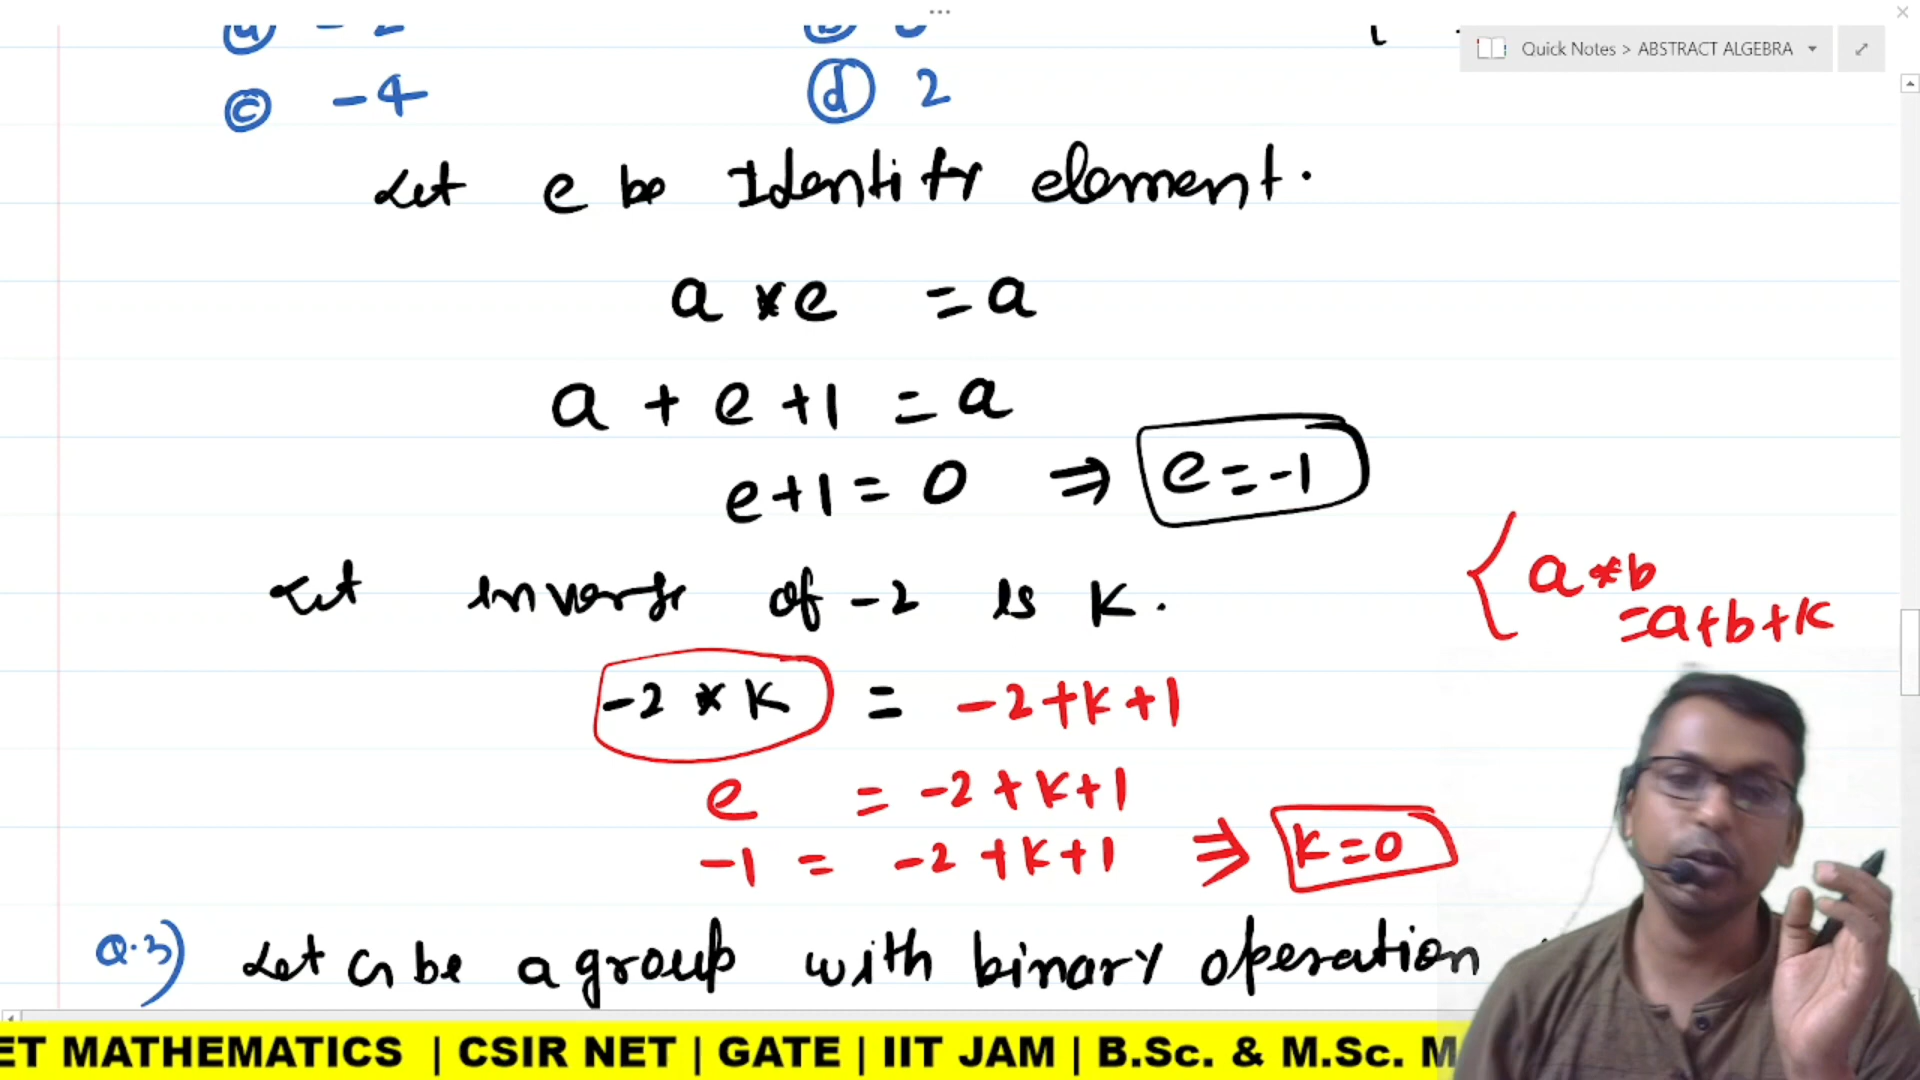 Quick Notes > ABSTRACT ALGEBRA
ⓒ -4 ⓓ 2
Let e be Identity element.
a * e = a
a + e + 1 = a
e + 1 = 0 ⇒ e = -1
Let inverse of -2 is K.
{ a * b
= a + b + K
-2 * K = -2 + K + 1
e = -2 + K + 1
-1 = -2 + K + 1 ⇒ K = 0
Q.3) Let G be a group with binary operation
ET MATHEMATICS | CSIR NET | GATE | IIT JAM | B.Sc. & M.Sc. M